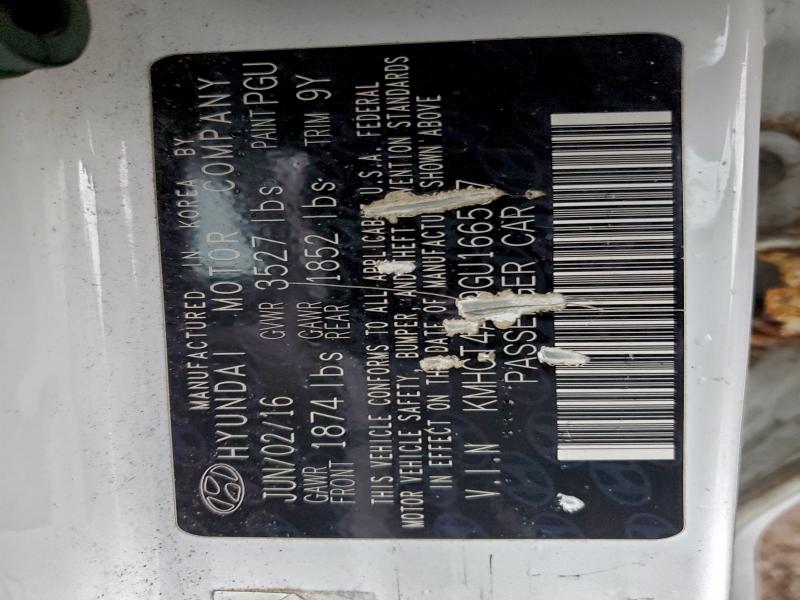 MANUFACTURED IN KOREA BY
HYUNDAI MOTOR COMPANY
JUN/02/16 GVWR 3527 lbs PAINT PGU
GAWR FRONT 1874 lbs GAWR REAR 1852 lbs TRIM 9Y
THIS VEHICLE CONFORMS TO ALL U.S.A. FEDERAL
MOTOR VEHICLE SAFETY, BUMPER, STANDARDS
IN EFFECT ON THE DATE OF MANUFACTURE SHOWN ABOVE
V.I.N
PASSENGER CAR